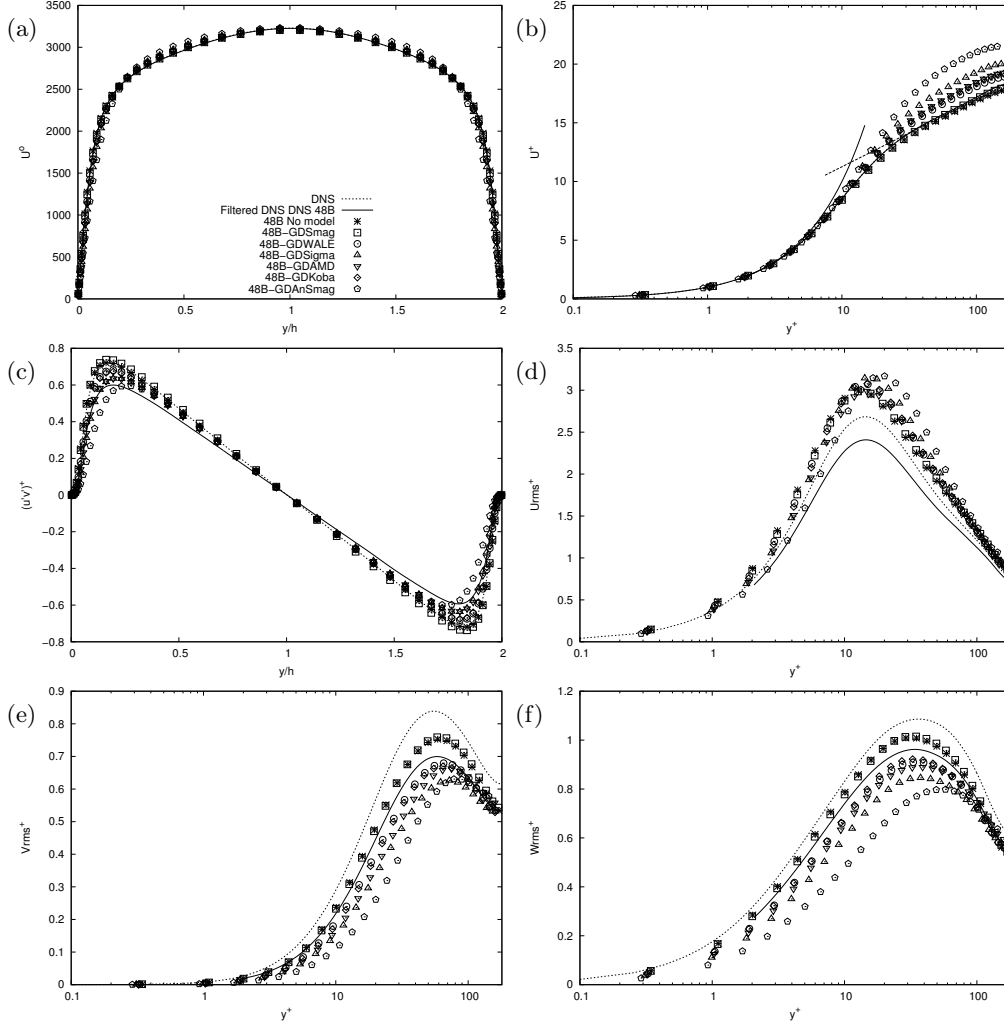 (a)
3500
3000
2500
2000
1500
1000
500
0
U⁰
0
0.5
1
1.5
2
y/h
DNS
Filtered DNS DNS 48B
48B No model
48B−GDSmag
48B−GDWALE
48B−GDSigma
48B−GDAMD
48B−GDKoba
48B−GDAnSmag
(b)
25
20
15
10
5
0
U⁺
0.1
1
10
100
y⁺
(c)
0.8
0.6
0.4
0.2
0
−0.2
−0.4
−0.6
−0.8
(u'v')⁺
0
0.5
1
1.5
2
y/h
(d)
3.5
3
2.5
2
1.5
1
0.5
0
Urms⁺
0.1
1
10
100
y⁺
(e)
0.9
0.8
0.7
0.6
0.5
0.4
0.3
0.2
0.1
0
Vrms⁺
0.1
1
10
100
y⁺
(f)
1.2
1
0.8
0.6
0.4
0.2
0
Wrms⁺
0.1
1
10
100
y⁺